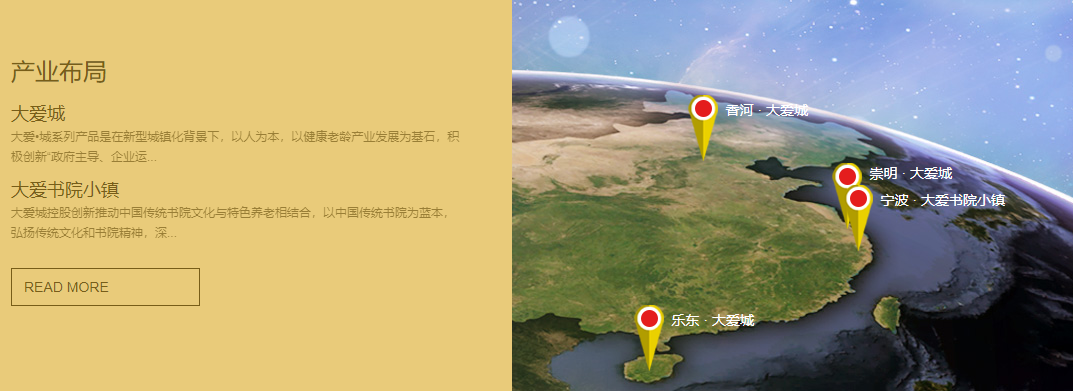 产业布局
大爱城
大爱•城系列产品是在新型城镇化背景下，以人为本，以健康老龄产业发展为基石，积
极创新“政府主导、企业运...
大爱书院小镇
大爱城控股创新推动中国传统书院文化与特色养老相结合，以中国传统书院为蓝本，
弘扬传统文化和书院精神，深...
READ MORE
香河 · 大爱城
崇明 · 大爱城
宁波 · 大爱书院小镇
乐东 · 大爱城